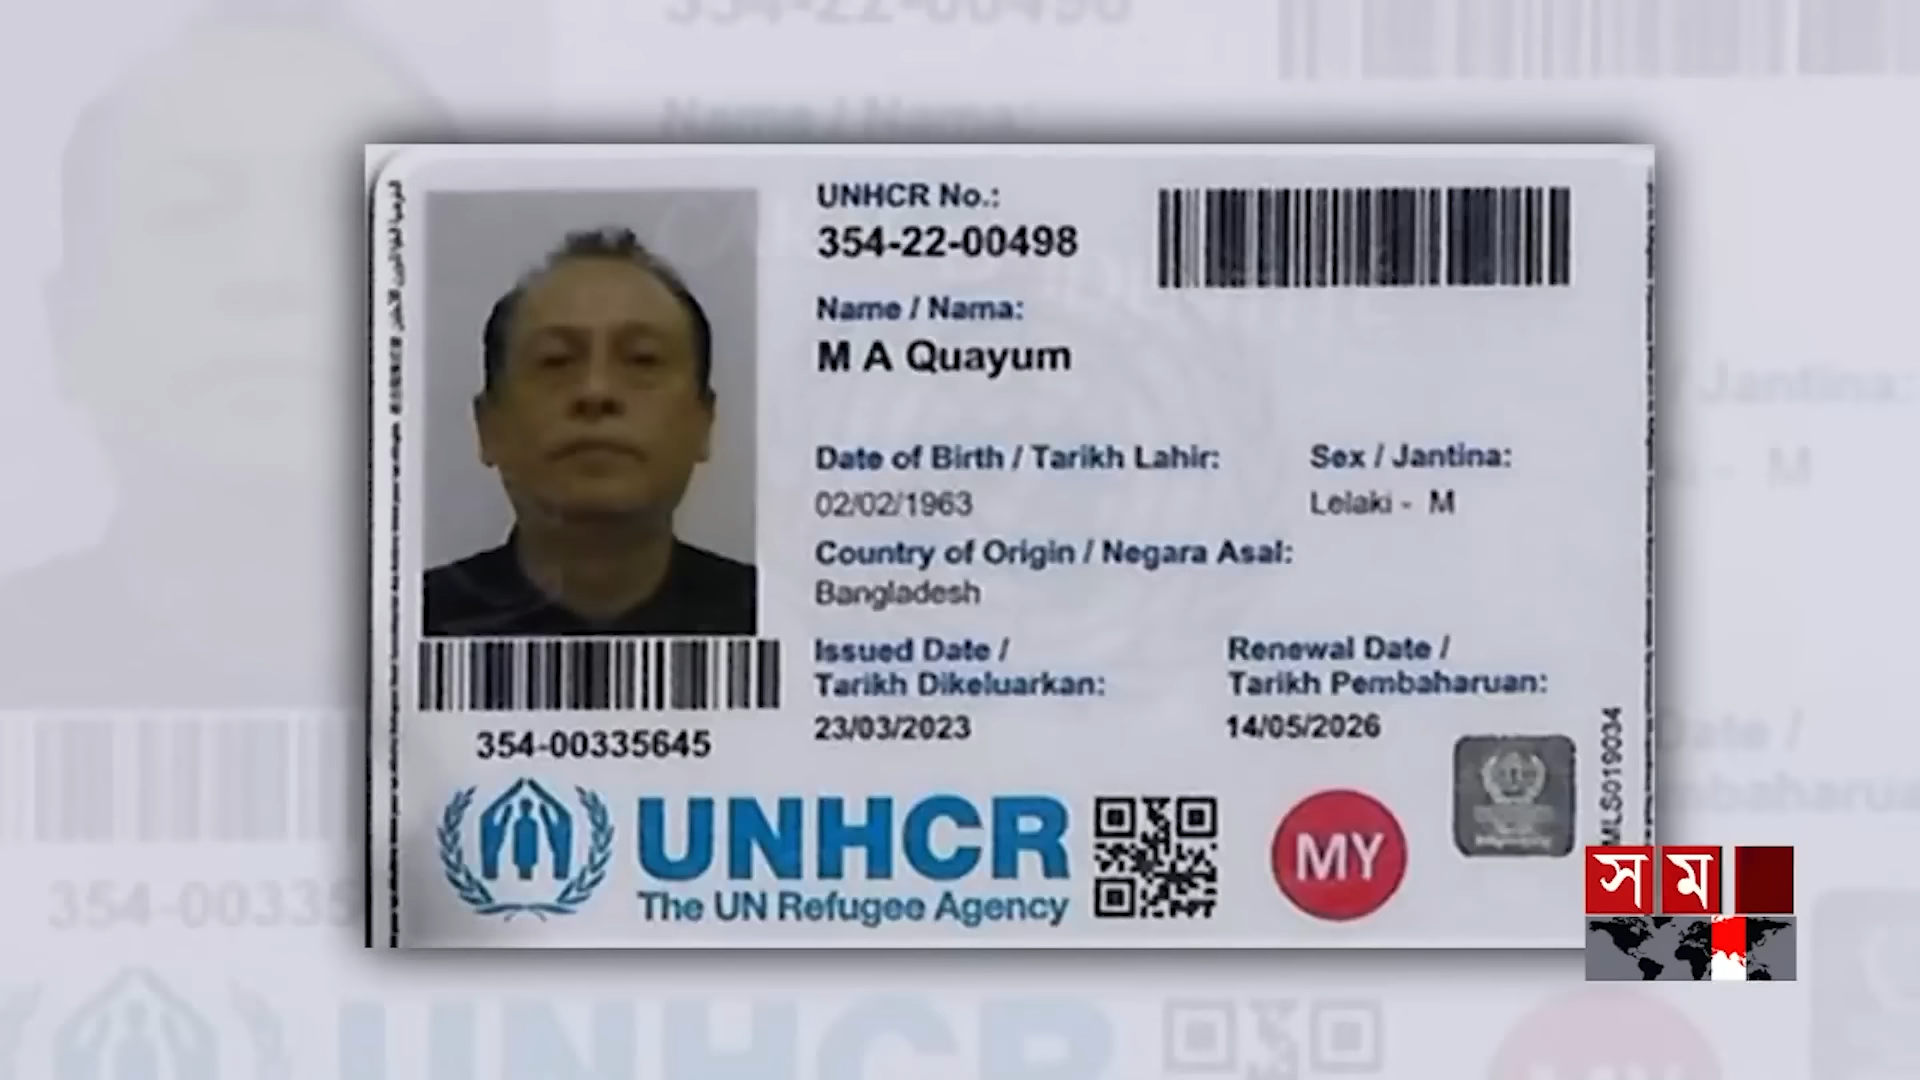 UNHCR No.:
354-22-00498
Name / Nama:
M A Quayum
Date of Birth / Tarikh Lahir:
02/02/1963
Sex / Jantina:
Lelaki - M
Country of Origin / Negara Asal:
Bangladesh
Issued Date /
Tarikh Dikeluarkan:
23/03/2023
Renewal Date /
Tarikh Pembaharuan:
14/05/2026
354-00335645
UNHCR
The UN Refugee Agency
MY
MLS019034
সম